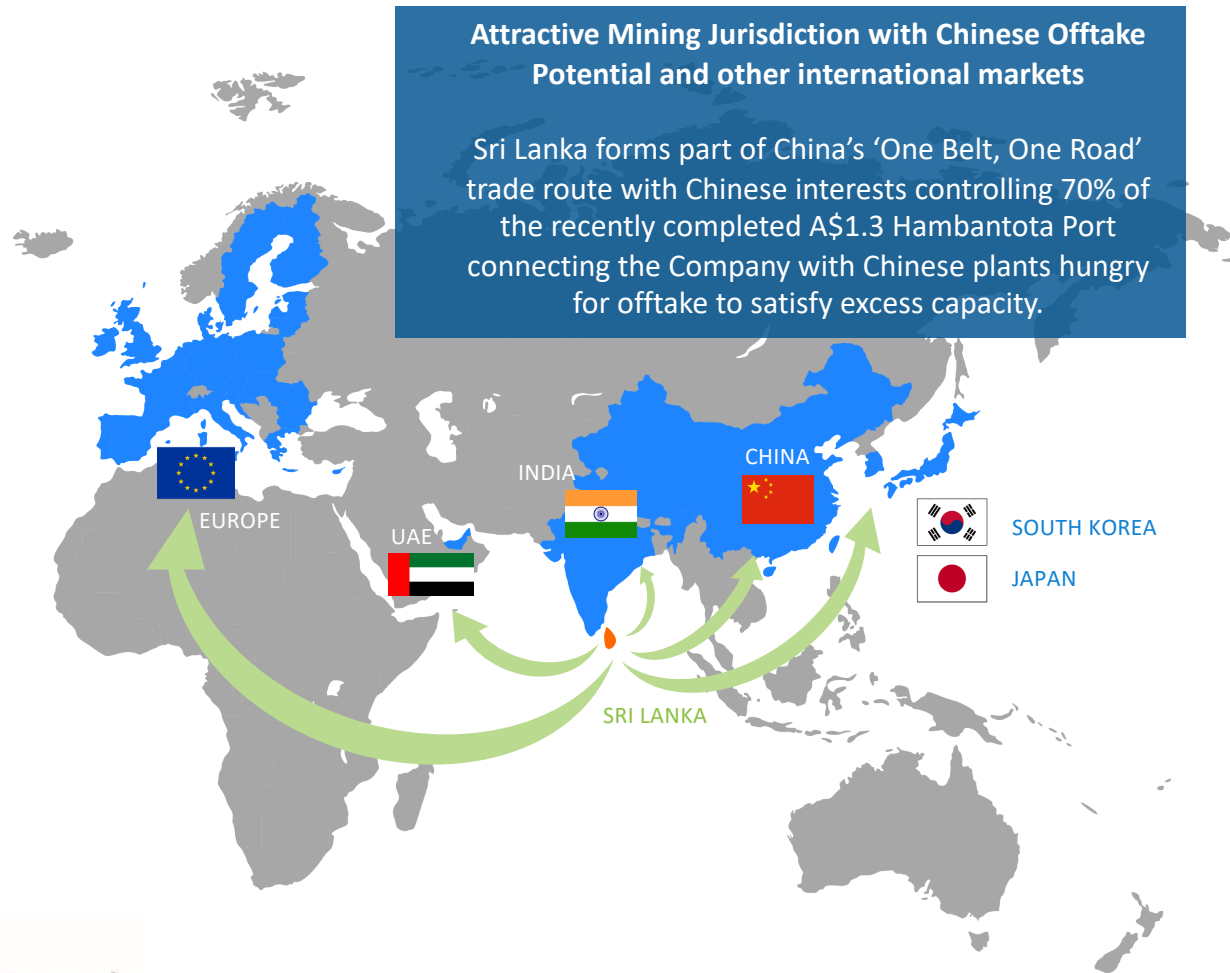 Attractive Mining Jurisdiction with Chinese Offtake
Potential and other international markets
Sri Lanka forms part of China's ‘One Belt, One Road’
trade route with Chinese interests controlling 70% of
the recently completed A$1.3 Hambantota Port
connecting the Company with Chinese plants hungry
for offtake to satisfy excess capacity.
CHINA
INDIA
EUROPE
UAE
SOUTH KOREA
JAPAN
SRI LANKA